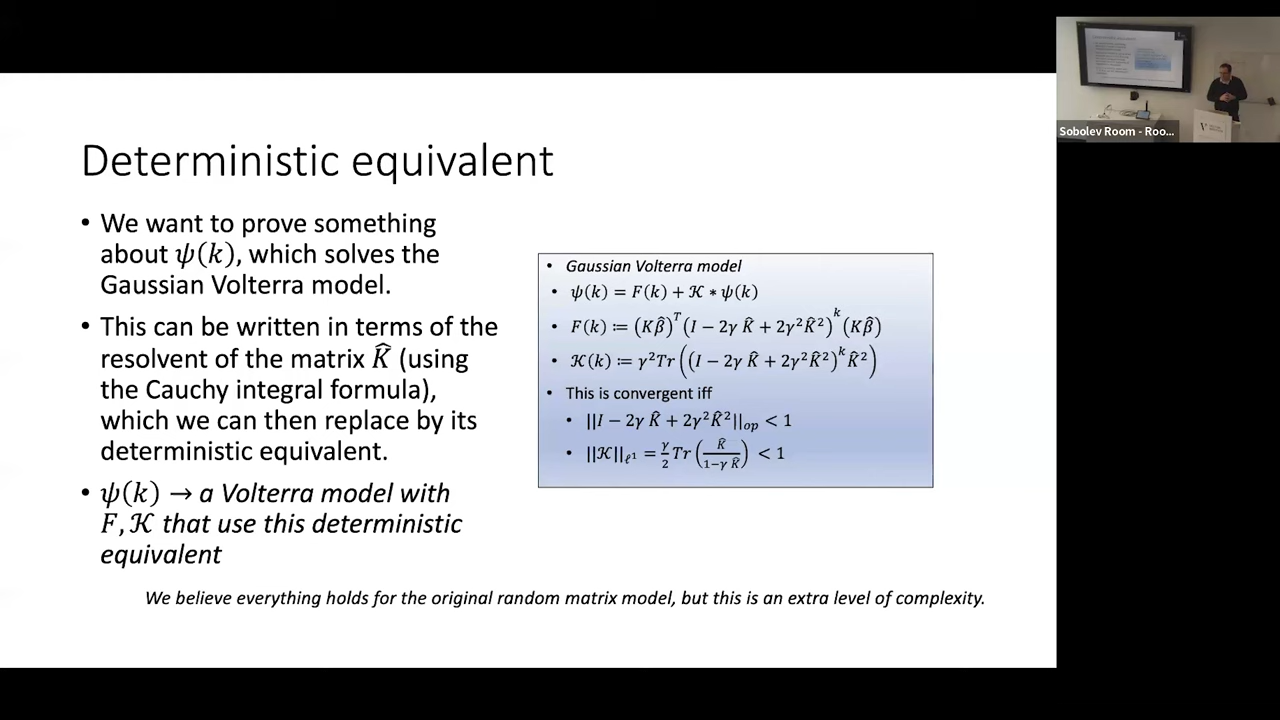 Deterministic equivalent
• We want to prove something
about ψ(k), which solves the
Gaussian Volterra model.
• This can be written in terms of the
resolvent of the matrix K̂ (using
the Cauchy integral formula),
which we can then replace by its
deterministic equivalent.
• ψ(k) → a Volterra model with
F, 𝒦 that use this deterministic
equivalent
• Gaussian Volterra model
• ψ(k) = F(k) + 𝒦 ∗ ψ(k)
• F(k) ≔ (Kβ̂)^T (I − 2γ K̂ + 2γ²K̂²)^k (Kβ̂)
• 𝒦(k) ≔ γ²Tr((I − 2γ K̂ + 2γ²K̂²)^k K̂²)
• This is convergent iff
• ||I − 2γ K̂ + 2γ²K̂²||_op < 1
• ||𝒦||_ℓ¹ = γ/2 Tr(K̂/(1−γ K̂)) < 1
We believe everything holds for the original random matrix model, but this is an extra level of complexity.
Sobolev Room - Roo...